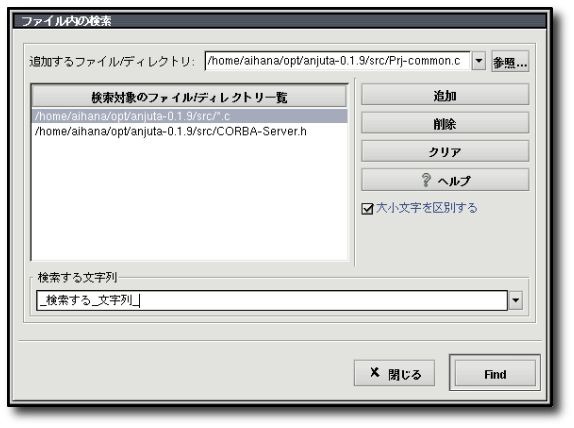 ファイル内の検索
追加するファイル/ディレクトリ: /home/aihana/opt/anjuta-0.1.9/src/Prj-common.c 参照...
検索対象のファイル/ディレクトリ一覧
/home/aihana/opt/anjuta-0.1.9/src/*.c
/home/aihana/opt/anjuta-0.1.9/src/CORBA-Server.h
追加
削除
クリア
? ヘルプ
大小文字を区別する
検索する文字列
_検索する_文字列_
閉じる
Find